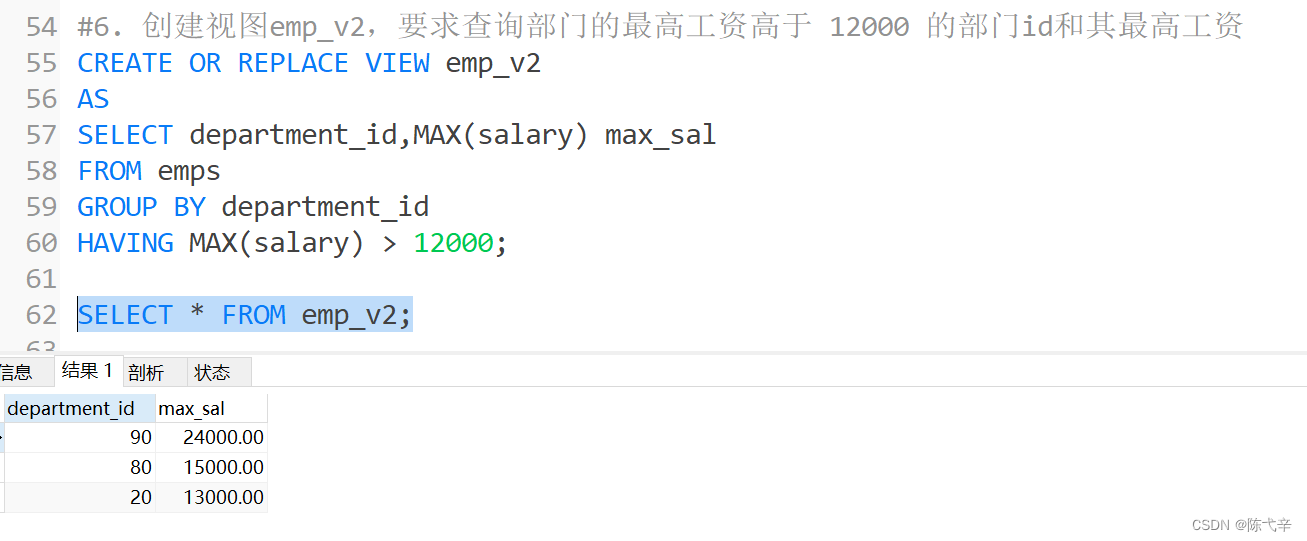 54 #6. 创建视图emp_v2，要求查询部门的最高工资高于 12000 的部门id和其最高工资
55 CREATE OR REPLACE VIEW emp_v2
56 AS
57 SELECT department_id,MAX(salary) max_sal
58 FROM emps
59 GROUP BY department_id
60 HAVING MAX(salary) > 12000;
61
62 SELECT * FROM emp_v2;
63
信息 结果 1 剖析 状态
department_id max_sal
90 24000.00
80 15000.00
20 13000.00
CSDN @陈弋辛